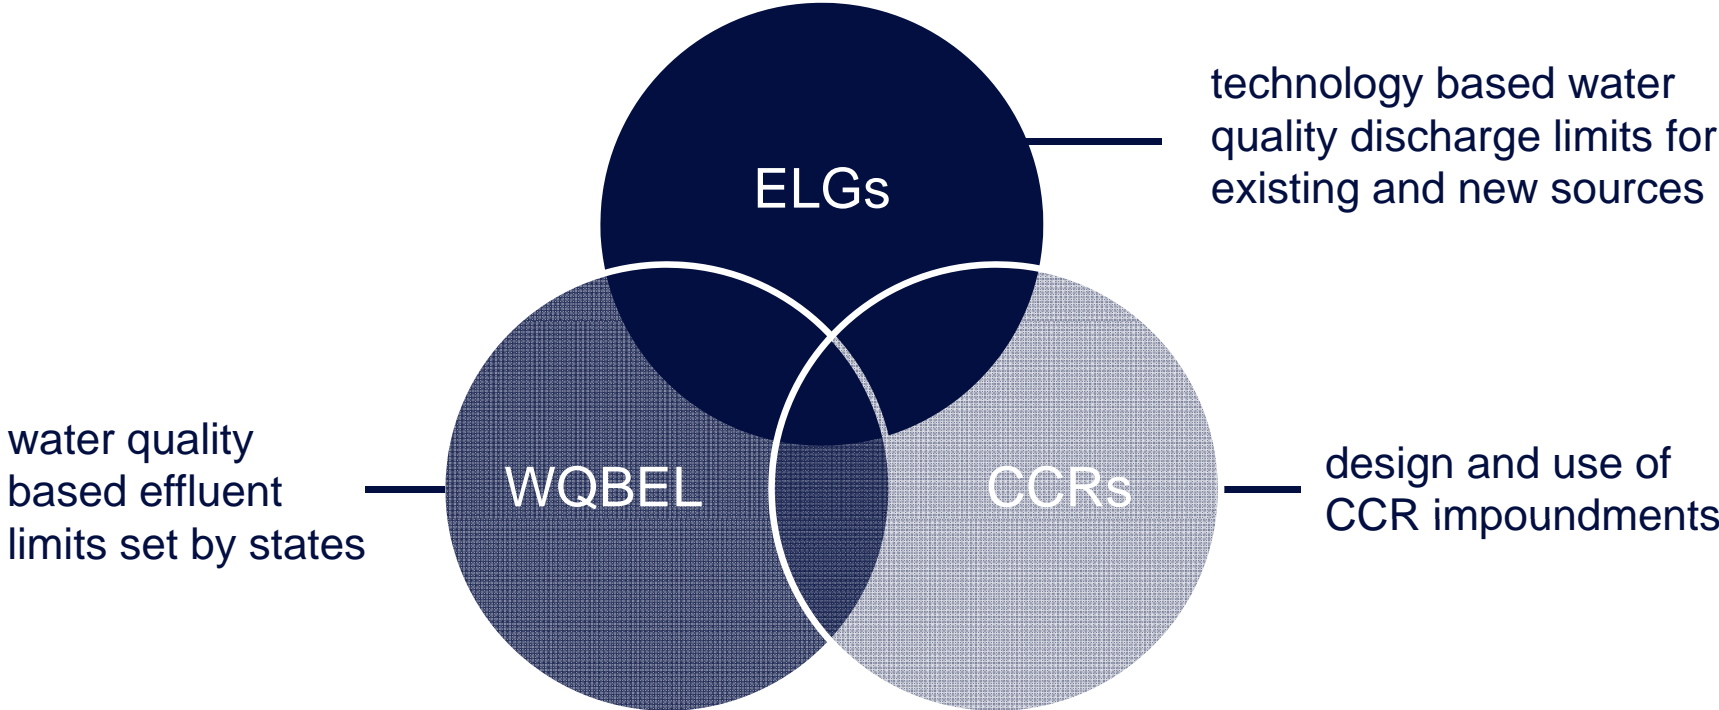 ELGs
technology based water
quality discharge limits for
existing and new sources
WQBEL
water quality
based effluent
limits set by states
CCRs
design and use of
CCR impoundments